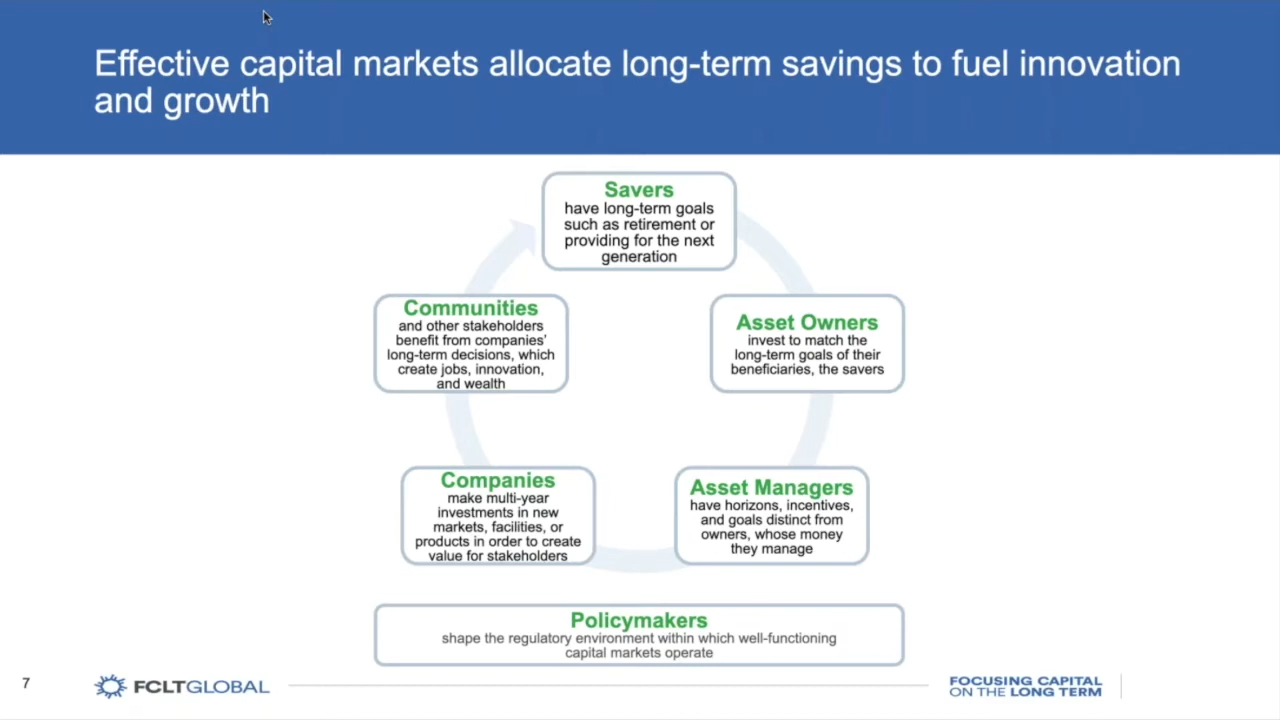 Effective capital markets allocate long-term savings to fuel innovation
and growth
Savers
have long-term goals
such as retirement or
providing for the next
generation
Communities
and other stakeholders
benefit from companies'
long-term decisions, which
create jobs, innovation,
and wealth
Asset Owners
invest to match the
long-term goals of their
beneficiaries, the savers
Companies
make multi-year
investments in new
markets, facilities, or
products in order to create
value for stakeholders
Asset Managers
have horizons, incentives,
and goals distinct from
owners, whose money
they manage
Policymakers
shape the regulatory environment within which well-functioning
capital markets operate
7
FCLTGLOBAL
FOCUSING CAPITAL
ON THE LONG TERM